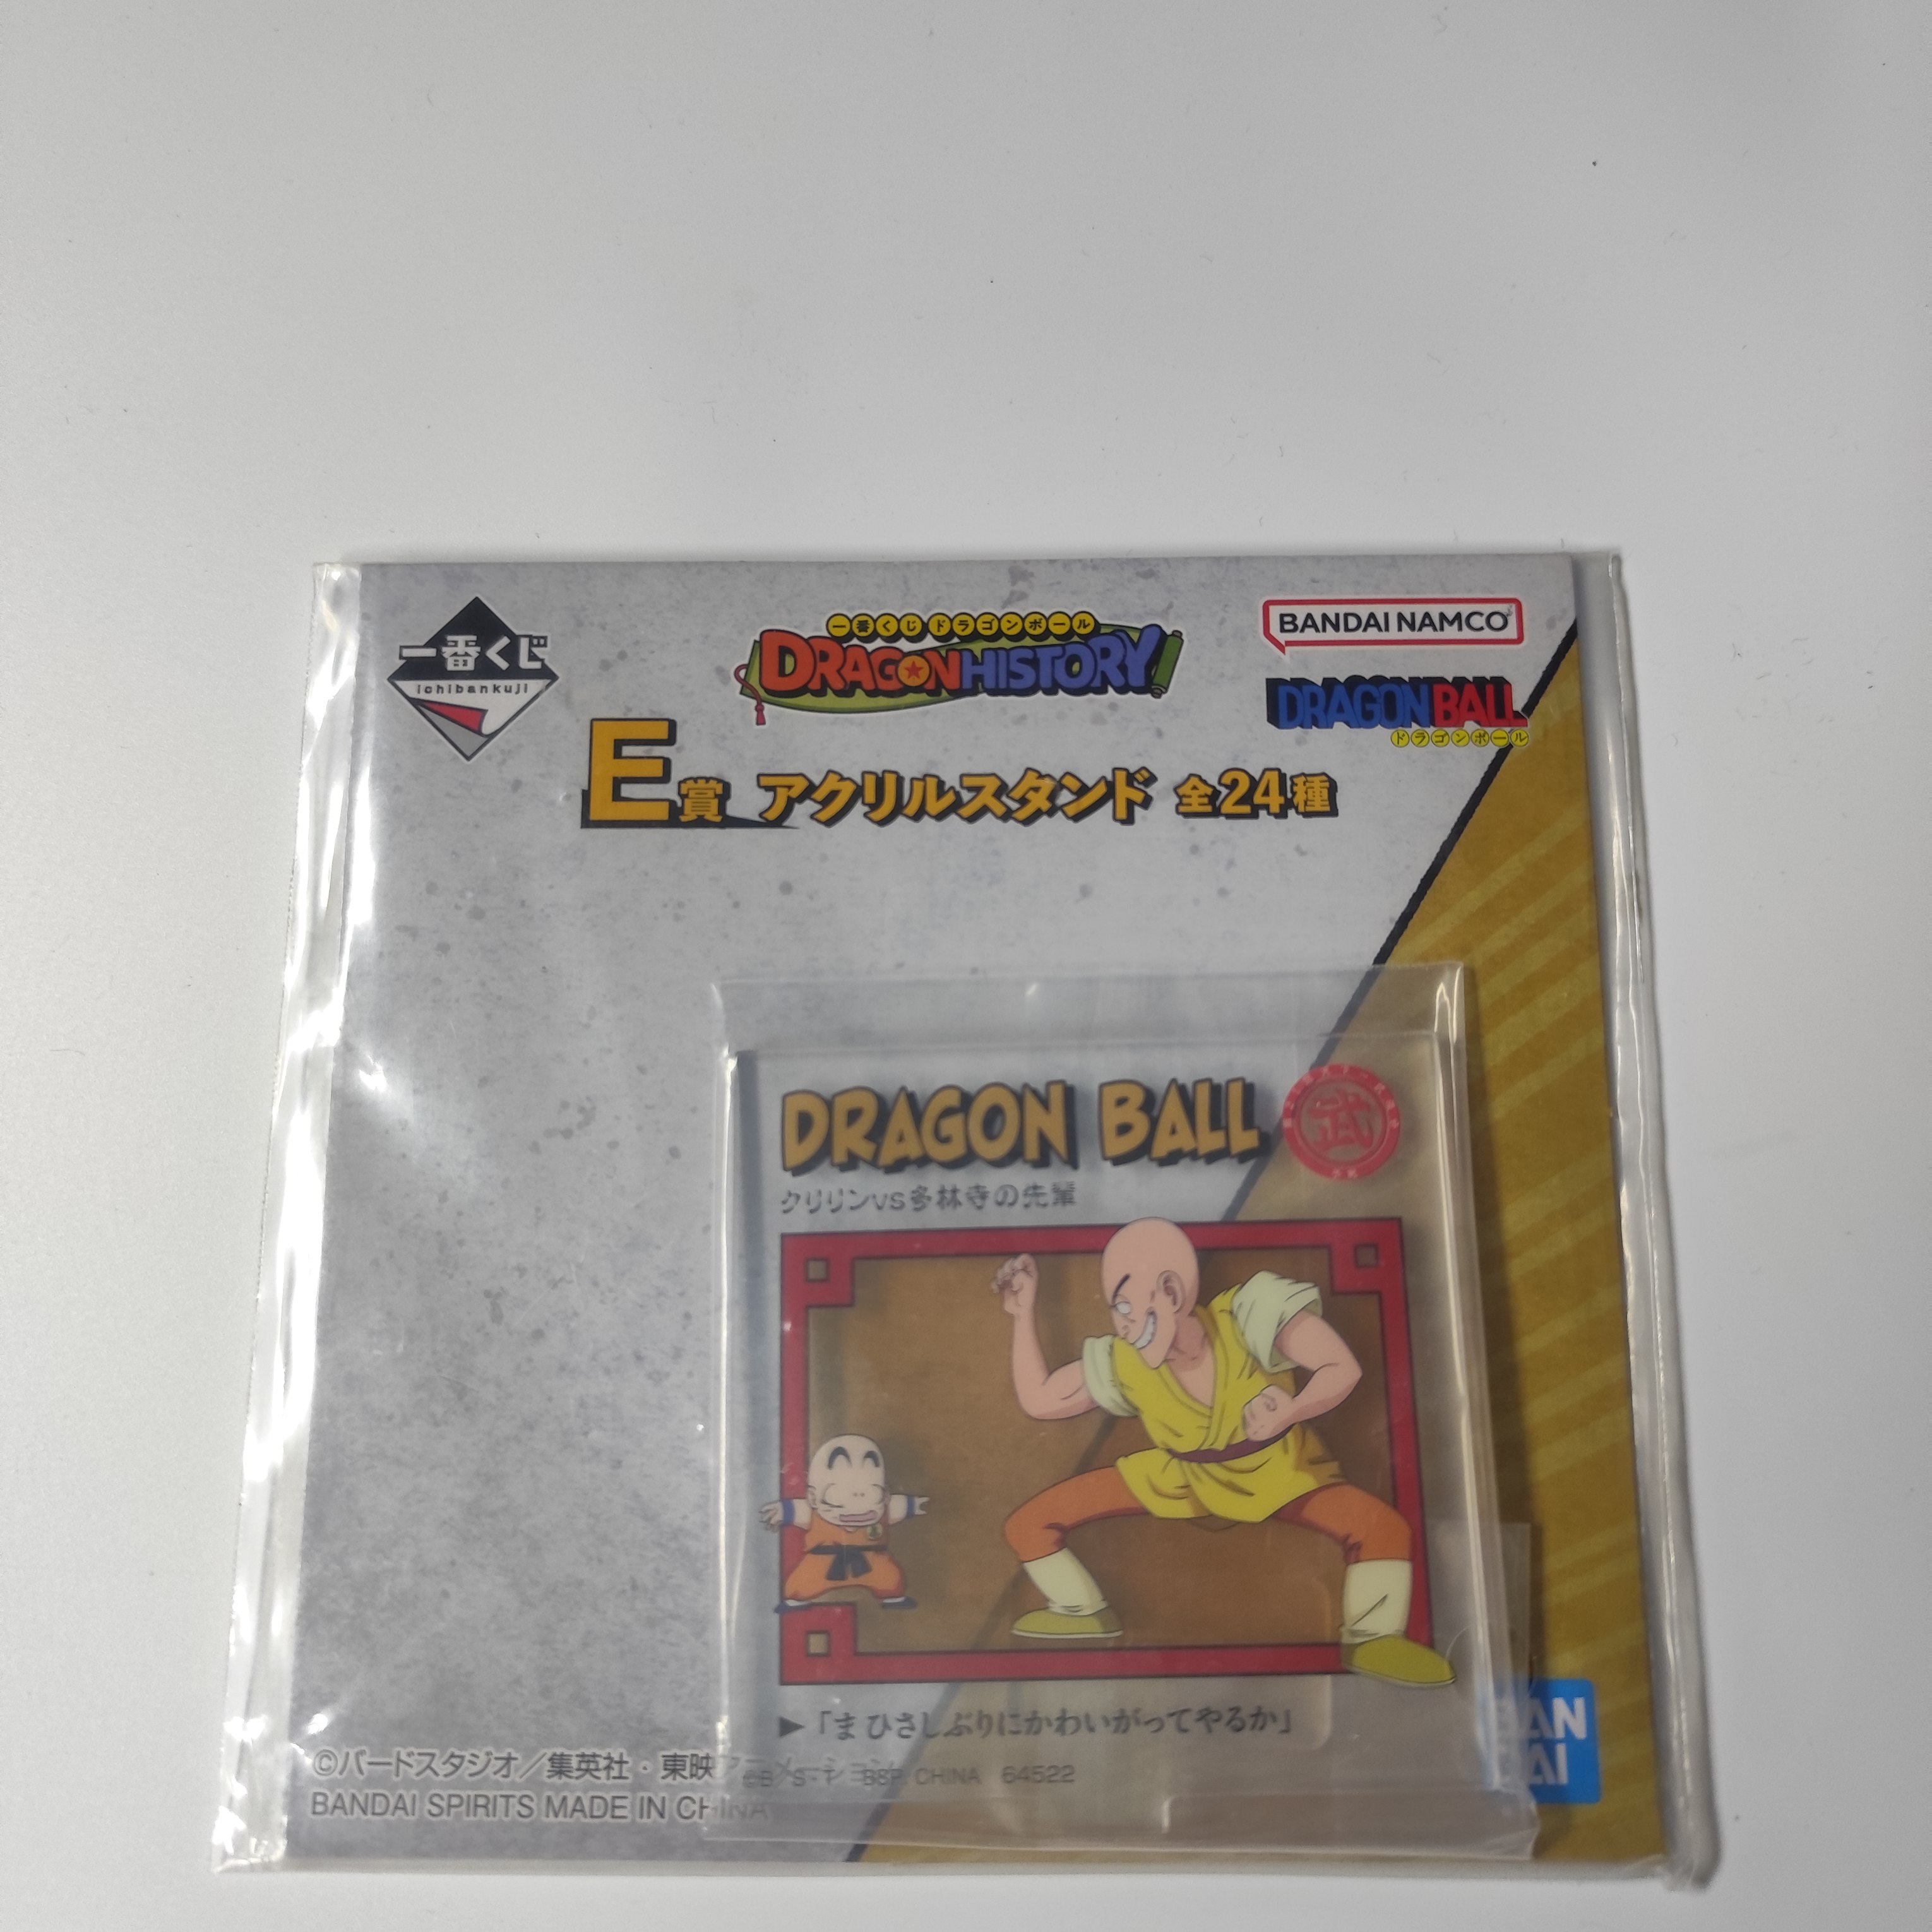 一番くじ
ichibankuji
一番くじ ドラゴンボール
DRAGON HISTORY
BANDAI NAMCO
DRAGON BALL
ドラゴンボール
E賞 アクリルスタンド 全24種
DRAGON BALL
武
クリリンvs多林寺の先輩
▶「ま ひさしぶりにかわいがってやるか」
©バードスタジオ／集英社・東映アニメーション
CHINA 64522
BANDAI SPIRITS MADE IN CHINA
BAN
DAI